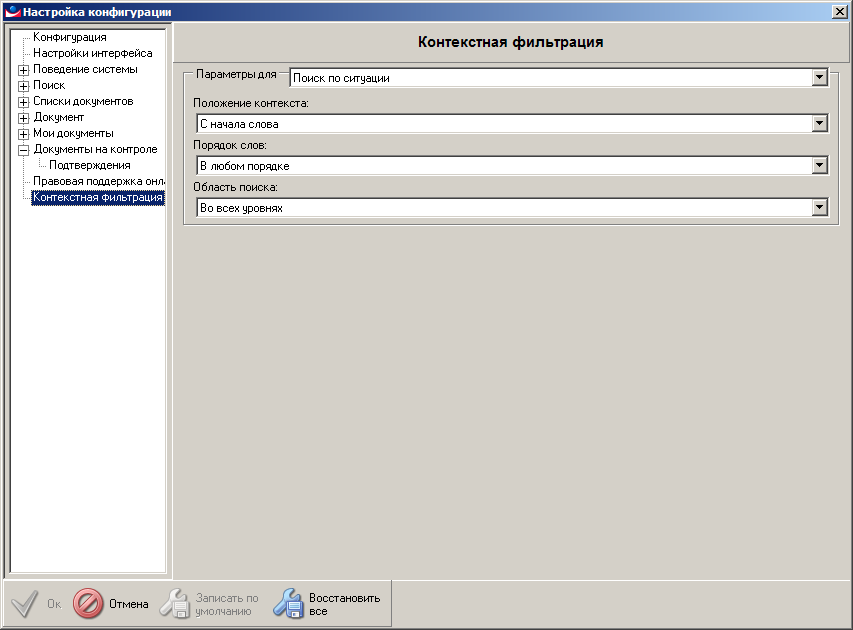 Настройка конфигурации
Конфигурация
Настройки интерфейса
Поведение системы
Поиск
Списки документов
Документ
Мои документы
Документы на контроле
Подтверждения
Правовая поддержка онл
Контекстная фильтрация
Контекстная фильтрация
Параметры для
Поиск по ситуации
Положение контекста:
С начала слова
Порядок слов:
В любом порядке
Область поиска:
Во всех уровнях
Ок
Отмена
Записать по
умолчанию
Восстановить
все